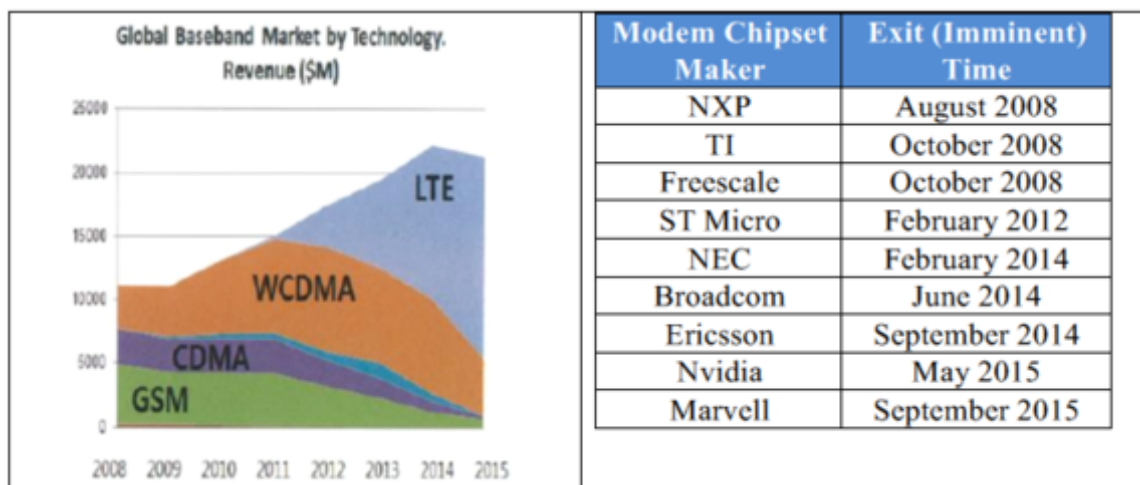 Global Baseband Market by Technology.
Revenue ($M)
25000
20000
15000
10000
5000
0
LTE
WCDMA
CDMA
GSM
2008 2009 2010 2011 2012 2013 2014 2015
Modem Chipset Maker
Exit (Imminent) Time
NXP August 2008
TI October 2008
Freescale October 2008
ST Micro February 2012
NEC February 2014
Broadcom June 2014
Ericsson September 2014
Nvidia May 2015
Marvell September 2015